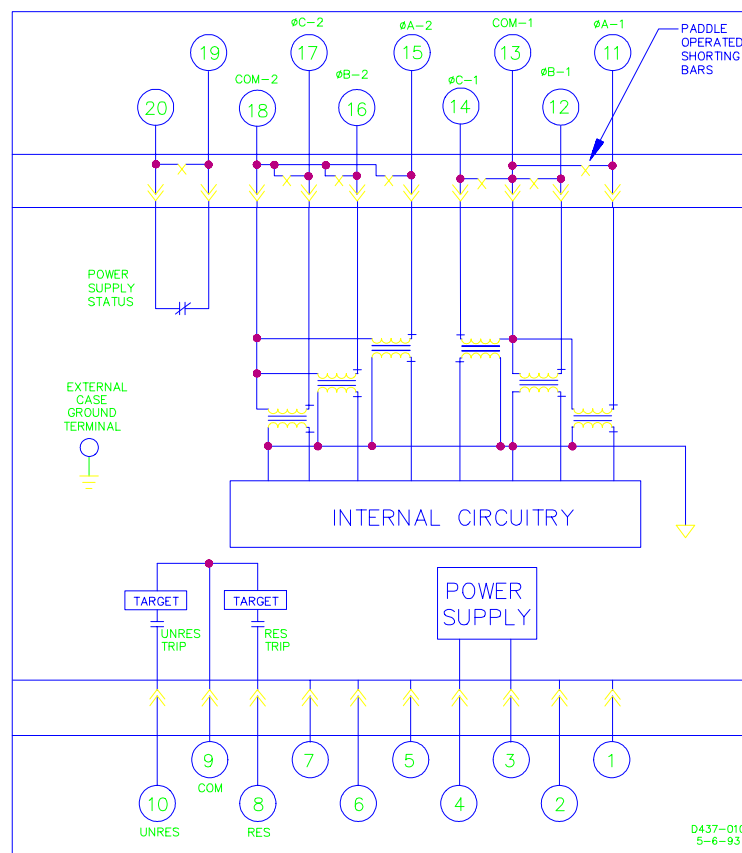 øC-2
øA-2
COM-1
øA-1
PADDLE
OPERATED
SHORTING
BARS
19
17
15
13
11
COM-2
øB-2
øC-1
øB-1
20
18
16
14
12
POWER
SUPPLY
STATUS
EXTERNAL
CASE
GROUND
TERMINAL
INTERNAL CIRCUITRY
POWER
SUPPLY
TARGET
TARGET
UNRES
TRIP
RES
TRIP
9
7
5
3
1
COM
10
8
6
4
2
UNRES
RES
D437-010
5-6-93